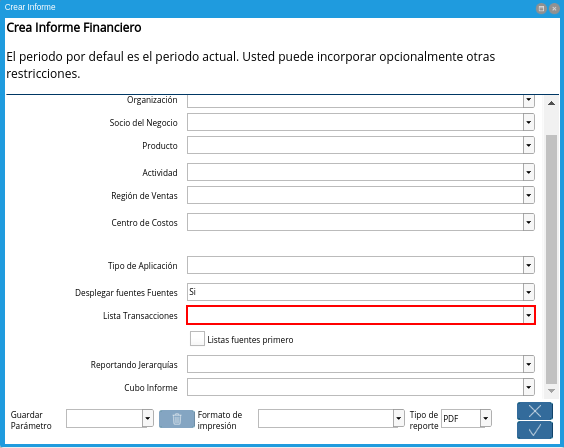 Crear Informe
Crea Informe Financiero
El periodo por defaul es el periodo actual. Usted puede incorporar opcionalmente otras
restricciones.
Organización
Socio del Negocio
Producto
Actividad
Región de Ventas
Centro de Costos
Tipo de Aplicación
Desplegar fuentes Fuentes Si
Lista Transacciones
Listas fuentes primero
Reportando Jerarquías
Cubo Informe
Guardar
Parámetro
Formato de
impresión
Tipo de
reporte
PDF